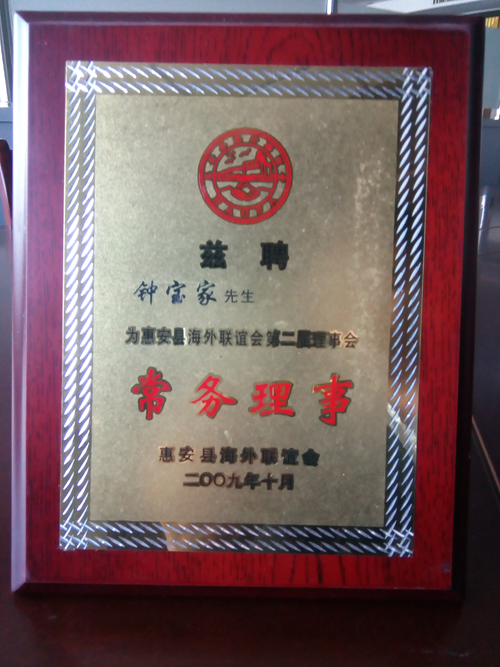 兹聘
钟宝家先生
为惠安县海外联谊会第二届理事会
常务理事
惠安县海外联谊会
二〇〇九年十月